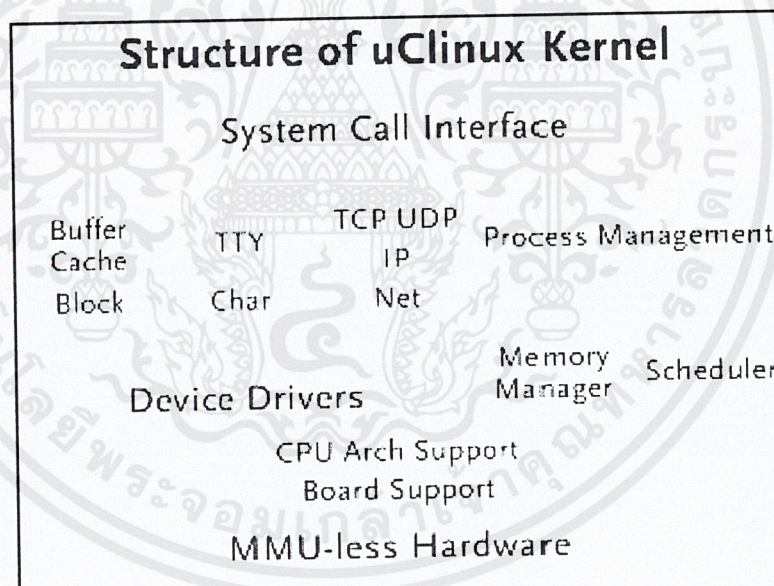 Structure of uClinux Kernel
System Call Interface
Buffer
Cache
Block
TTY
Char
TCP UDP
IP
Net
Process Management
Memory
Manager
Scheduler
Device Drivers
CPU Arch Support
Board Support
MMU-less Hardware